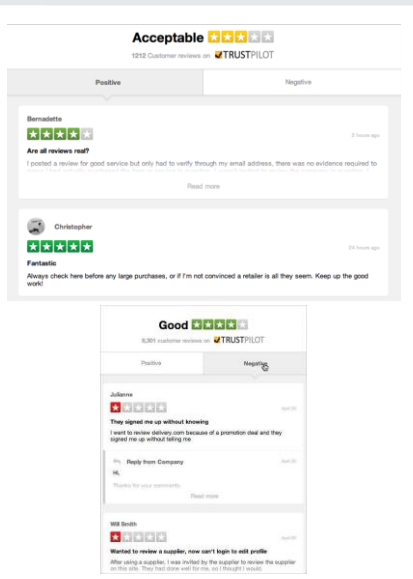 Acceptable
1212 Customer reviews on TRUSTPILOT
Positive
Negative
Bernadette
2 hours ago
Are all reviews real?
I posted a review for good service but only had to verify through my email address, there was no evidence required to
Read more
Christopher
24 hours ago
Fantastic
Always check here before any large purchases, or if I'm not convinced a retailer is all they seem. Keep up the good
work!
Good
customer reviews on TRUSTPILOT
Positive
Negative
Julianne
They signed me up without knowing
I want to review delivery.com because of a promotion deal and they
signed me up without telling me
Reply from Company
Hi,
Thanks for your comments.
Read more
Will Smith
Wanted to review a supplier, now can't login to edit profile
After using a supplier, I was invited by the supplier to review the supplier
on this site. They had done well for me, so I thought I would.